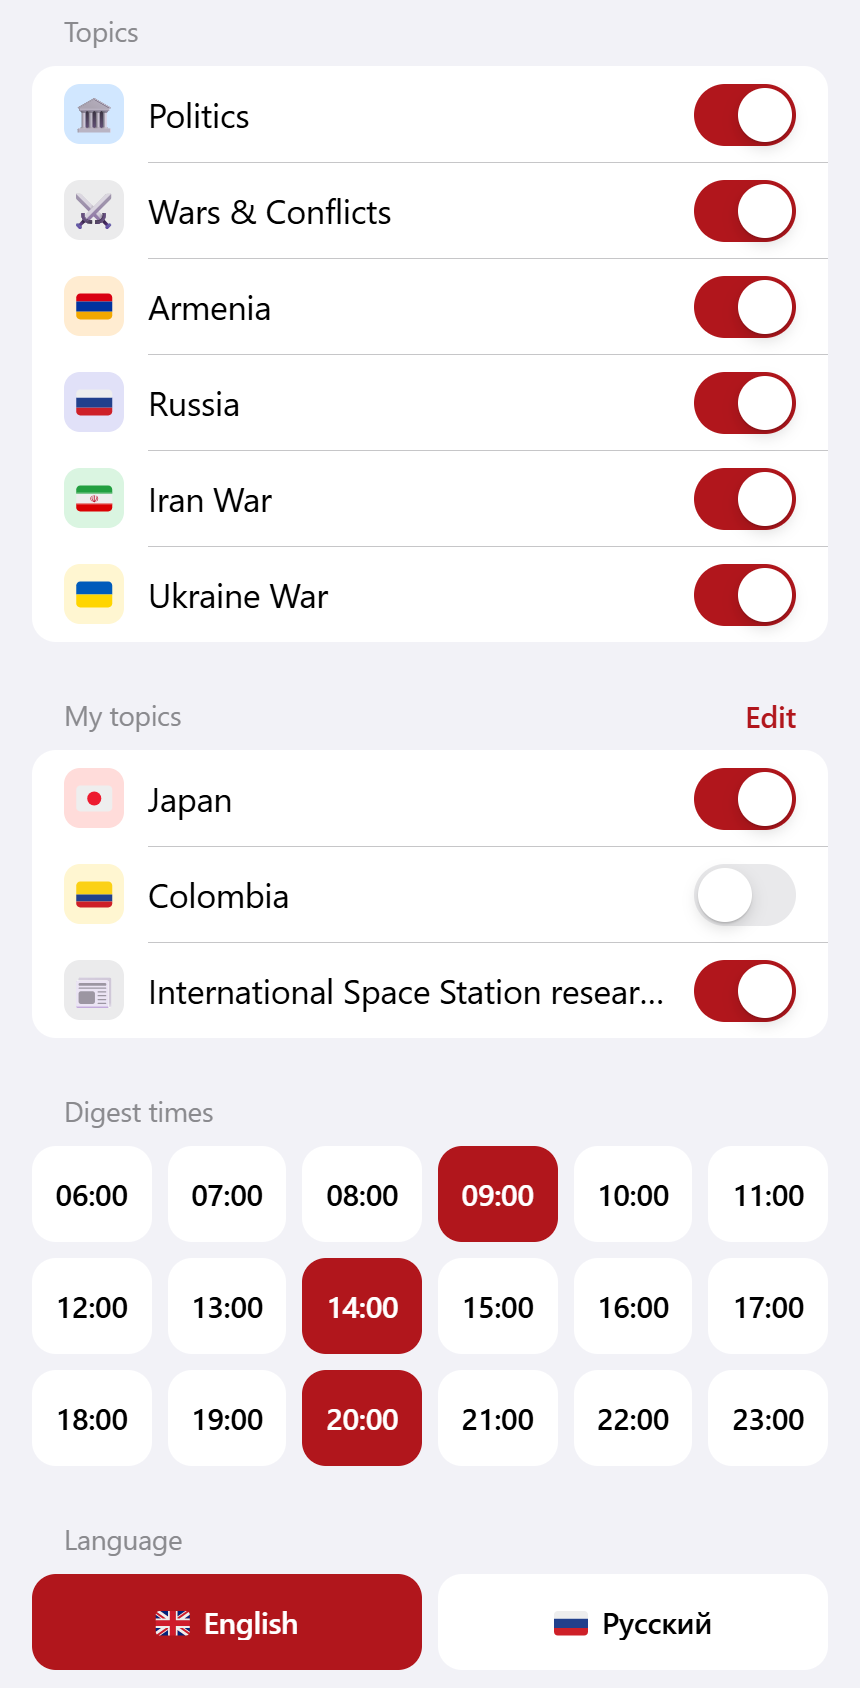 Topics
Politics
Wars & Conflicts
Armenia
Russia
Iran War
Ukraine War
My topics
Edit
Japan
Colombia
International Space Station resear...
Digest times
06:00 07:00 08:00 09:00 10:00 11:00
12:00 13:00 14:00 15:00 16:00 17:00
18:00 19:00 20:00 21:00 22:00 23:00
Language
English Русский